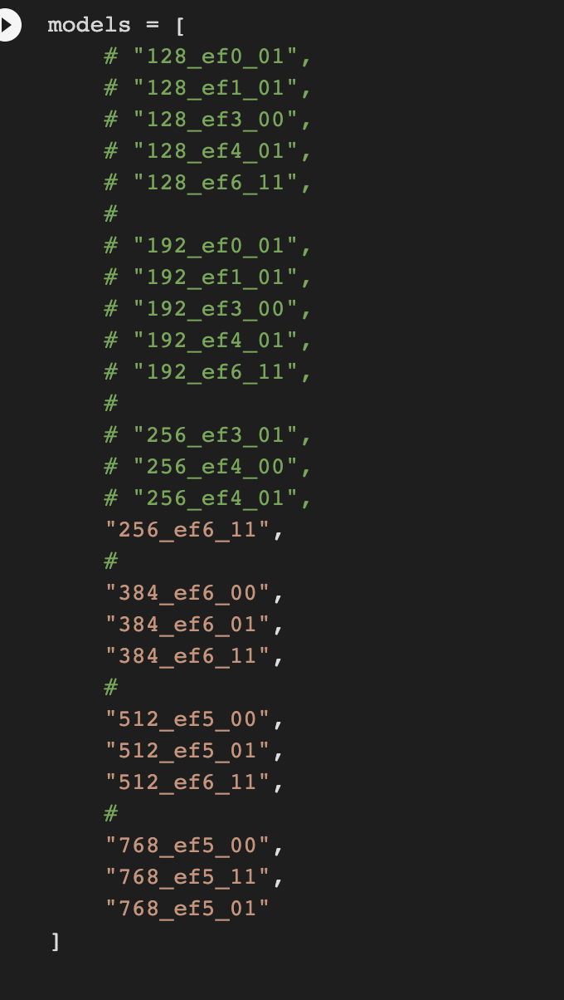 models = [
    # "128_ef0_01",
    # "128_ef1_01",
    # "128_ef3_00",
    # "128_ef4_01",
    # "128_ef6_11",
    #
    # "192_ef0_01",
    # "192_ef1_01",
    # "192_ef3_00",
    # "192_ef4_01",
    # "192_ef6_11",
    #
    # "256_ef3_01",
    # "256_ef4_00",
    # "256_ef4_01",
    "256_ef6_11",
    #
    "384_ef6_00",
    "384_ef6_01",
    "384_ef6_11",
    #
    "512_ef5_00",
    "512_ef5_01",
    "512_ef6_11",
    #
    "768_ef5_00",
    "768_ef5_11",
    "768_ef5_01"
]